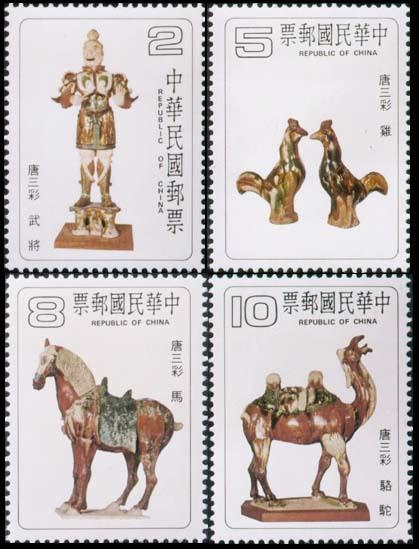 2
中華民國郵票
REPUBLIC OF CHINA
唐三彩 武將
5
中華民國郵票
REPUBLIC OF CHINA
唐三彩 雞
8
中華民國郵票
REPUBLIC OF CHINA
唐三彩 馬
10
中華民國郵票
REPUBLIC OF CHINA
唐三彩 駱駝